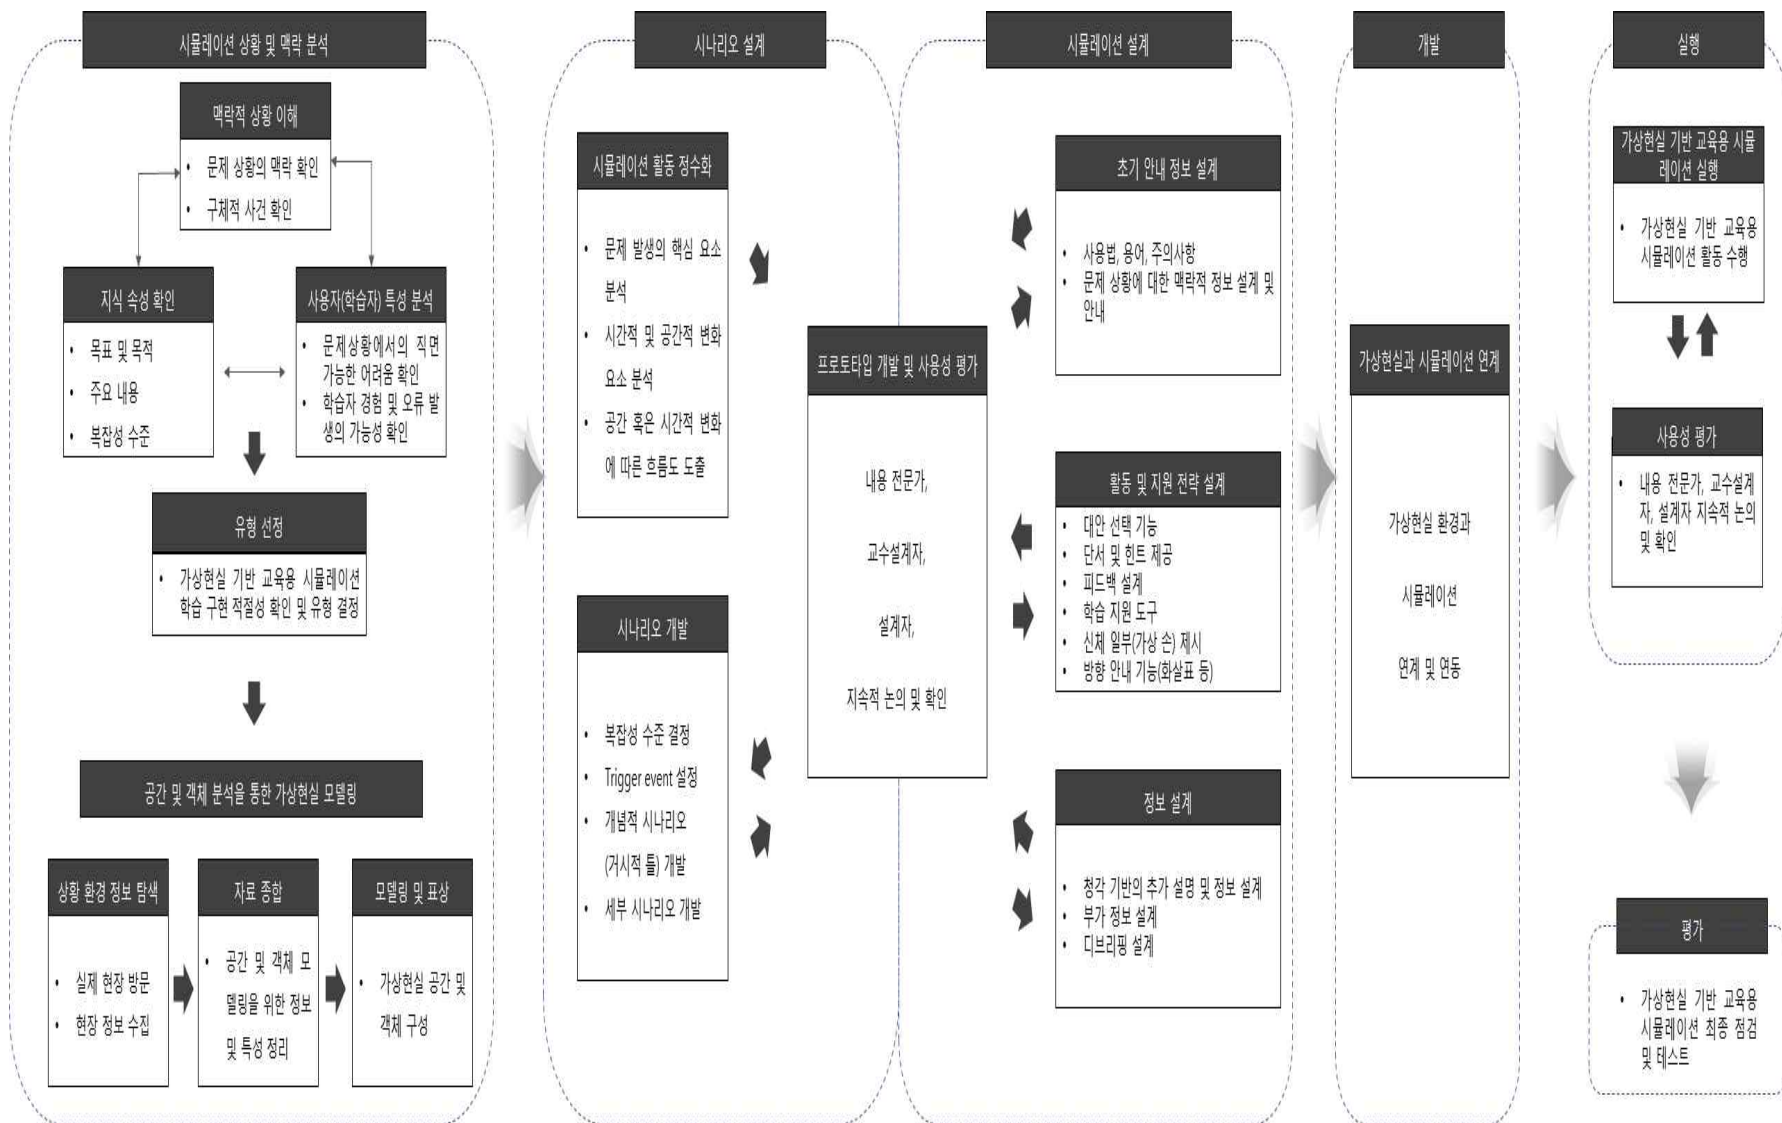 시뮬레이션 상황 및 맥락 분석
맥락적 상황 이해
• 문제 상황의 맥락 확인
• 구체적 사건 확인
지식 속성 확인
• 목표 및 목적
• 주요 내용
• 복잡성 수준
사용자(학습자) 특성 분석
• 문제상황에서의 직면
가능한 어려움 확인
• 학습자 경험 및 오류 발
생의 가능성 확인
유형 선정
• 가상현실 기반 교육용 시뮬레이션
학습 구현 적절성 확인 및 유형 결정
공간 및 객체 분석을 통한 가상현실 모델링
상황 환경 정보 탐색
• 실제 현장 방문
• 현장 정보 수집
자료 종합
• 공간 및 객체 모
델링을 위한 정보
및 특성 정리
모델링 및 표상
• 가상현실 공간 및
객체 구성
시나리오 설계
시뮬레이션 활동 정수화
• 문제 발생의 핵심 요소
분석
• 시간적 및 공간적 변화
요소 분석
• 공간 혹은 시간적 변화
에 따른 흐름도 도출
시나리오 개발
• 복잡성 수준 결정
• Trigger event 설정
• 개념적 시나리오
(거시적 틀) 개발
• 세부 시나리오 개발
프로토타입 개발 및 사용성 평가
내용 전문가,
교수설계자,
설계자,
지속적 논의 및 확인
시뮬레이션 설계
초기 안내 정보 설계
• 사용법, 용어, 주의사항
• 문제 상황에 대한 맥락적 정보 설계 및
안내
활동 및 지원 전략 설계
• 대안 선택 기능
• 단서 및 힌트 제공
• 피드백 설계
• 학습 지원 도구
• 신체 일부(가상 손) 제시
• 방향 안내 기능(화살표 등)
정보 설계
• 청각 기반의 추가 설명 및 정보 설계
• 부가 정보 설계
• 디브리핑 설계
개발
가상현실과 시뮬레이션 연계
가상현실 환경과
시뮬레이션
연계 및 연동
실행
가상현실 기반 교육용 시뮬
레이션 실행
• 가상현실 기반 교육용
시뮬레이션 활동 수행
사용성 평가
• 내용 전문가, 교수설계
자, 설계자 지속적 논의
및 확인
평가
• 가상현실 기반 교육용
시뮬레이션 최종 점검
및 테스트